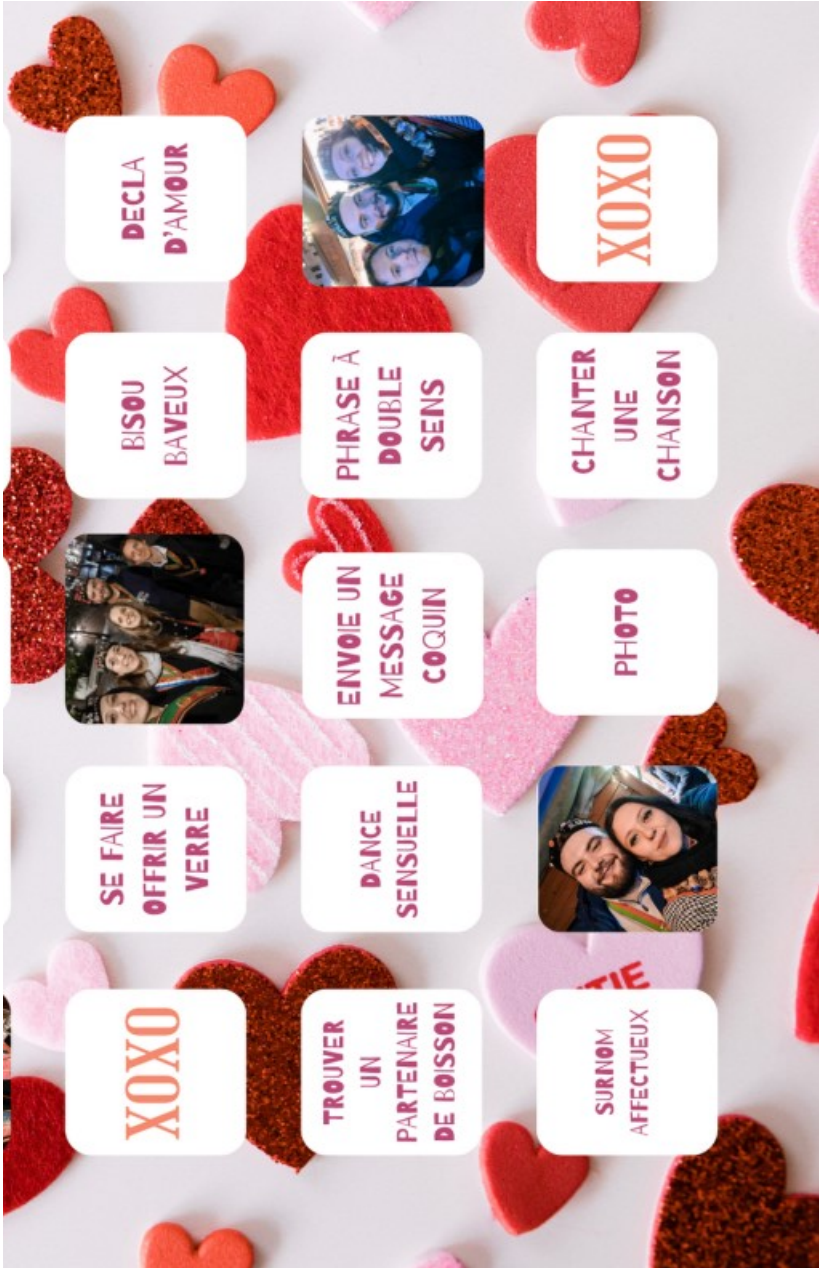 XOXO
SE FAIRE
OFFRIR UN
VERRE
BISOU
BAVEUX
DECLA
D'AMOUR
TROUVER
UN
PARTENAIRE
DE BOISSON
DANCE
SENSUELLE
ENVOIE UN
MESSAGE
COQUIN
PHRASE À
DOUBLE
SENS
SURNOM
AFFECTUEUX
PHOTO
CHANTER
UNE
CHANSON
XOXO